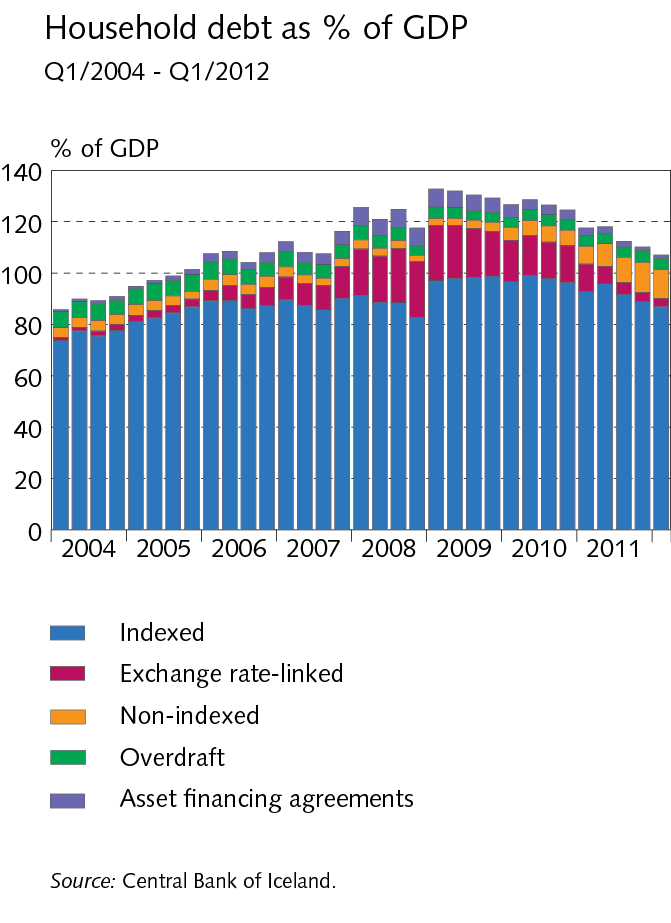 Household debt as % of GDP
Q1/2004 - Q1/2012
% of GDP
140
120
100
80
60
40
20
0
2004 2005 2006 2007 2008 2009 2010 2011
Indexed
Exchange rate-linked
Non-indexed
Overdraft
Asset financing agreements
Source: Central Bank of Iceland.